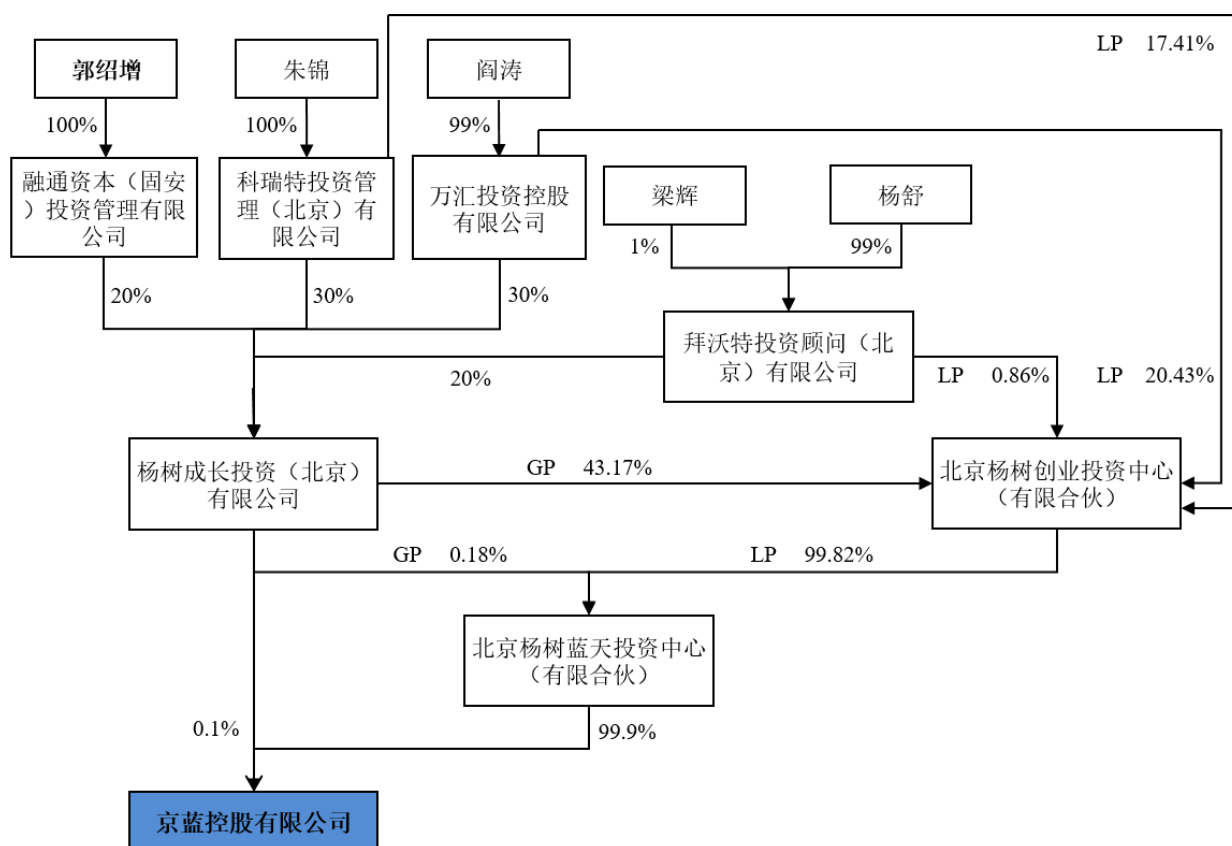 LP 17.41%
郭绍增
朱锦
阎涛
100%
100%
99%
融通资本（固安
）投资管理有限
公司
科瑞特投资管
理（北京）有
限公司
万汇投资控股
有限公司
梁辉
杨舒
1%
99%
20%
30%
30%
拜沃特投资顾问（北
京）有限公司
20%
LP 0.86%
LP 20.43%
杨树成长投资（北京）
有限公司
GP 43.17%
北京杨树创业投资中心
（有限合伙）
GP 0.18%
LP 99.82%
北京杨树蓝天投资中心
（有限合伙）
0.1%
99.9%
京蓝控股有限公司